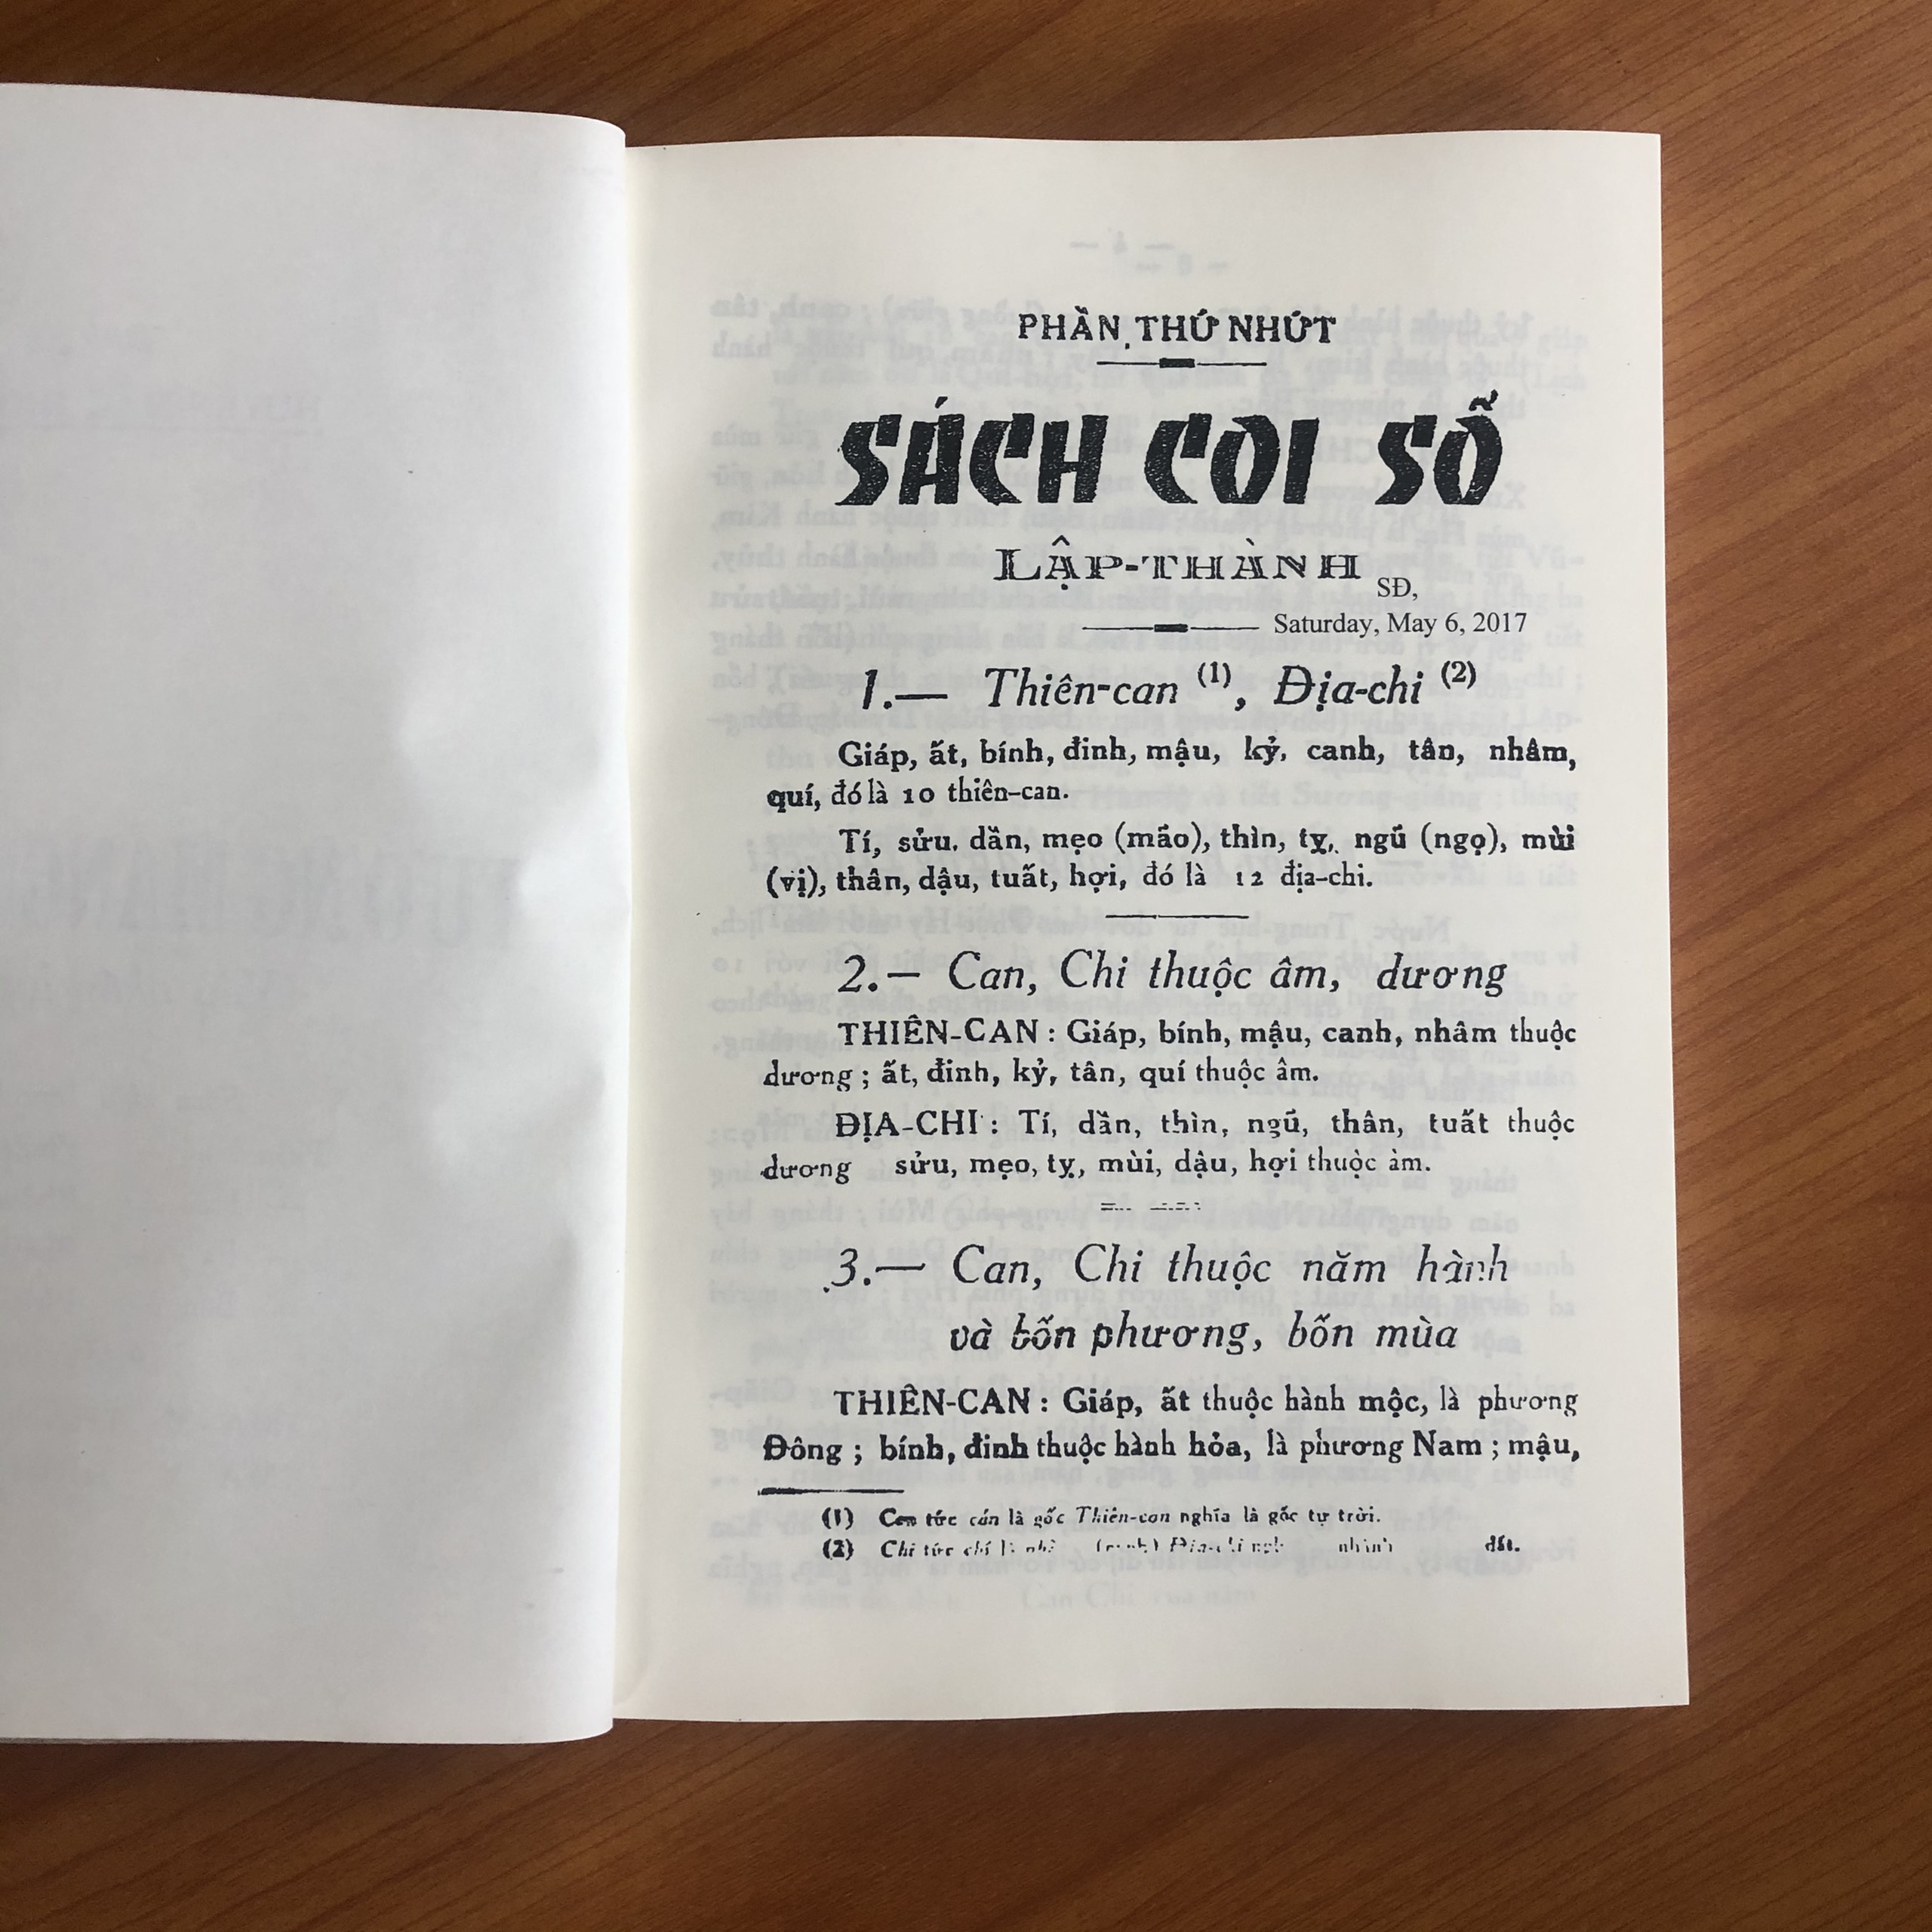 PHẦN THỨ NHỨT
SÁCH COI SỐ
LẬP-THÀNH
SĐ,
Saturday, May 6, 2017
1.— Thiên-can (1), Địa-chi (2)
Giáp, ất, bính, đinh, mậu, kỷ, canh, tân, nhâm,
quí, đó là 10 thiên-can.
Tí, sửu, dần, mẹo (mão), thìn, tỵ, ngũ (ngọ), mùi
(vị), thân, dậu, tuất, hợi, đó là 12 địa-chi.
2.— Can, Chi thuộc âm, dương
THIÊN-CAN : Giáp, bính, mậu, canh, nhâm thuộc
dương ; ất, đinh, kỷ, tân, quí thuộc âm.
ĐỊA-CHI : Tí, dần, thìn, ngũ, thân, tuất thuộc
dương sửu, mẹo, tỵ, mùi, dậu, hợi thuộc âm.
3.— Can, Chi thuộc năm hành
và bốn phương, bốn mùa
THIÊN-CAN : Giáp, ất thuộc hành mộc, là phương
Đông ; bính, đinh thuộc hành hỏa, là phương Nam ; mậu,
(1) Can tức cán là gốc Thiên-can nghĩa là gốc tự trời.
(2) Chi tức chí là nhánh đất.